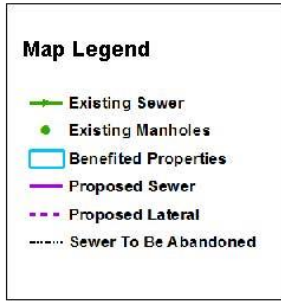 Map Legend
Existing Sewer
Existing Manholes
Benefited Properties
Proposed Sewer
Proposed Lateral
Sewer To Be Abandoned